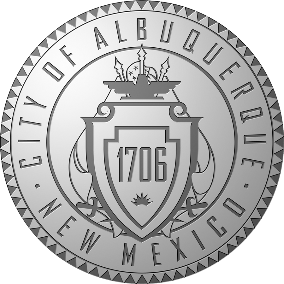 CITY OF ALBUQUERQUE
1706
· NEW MEXICO ·